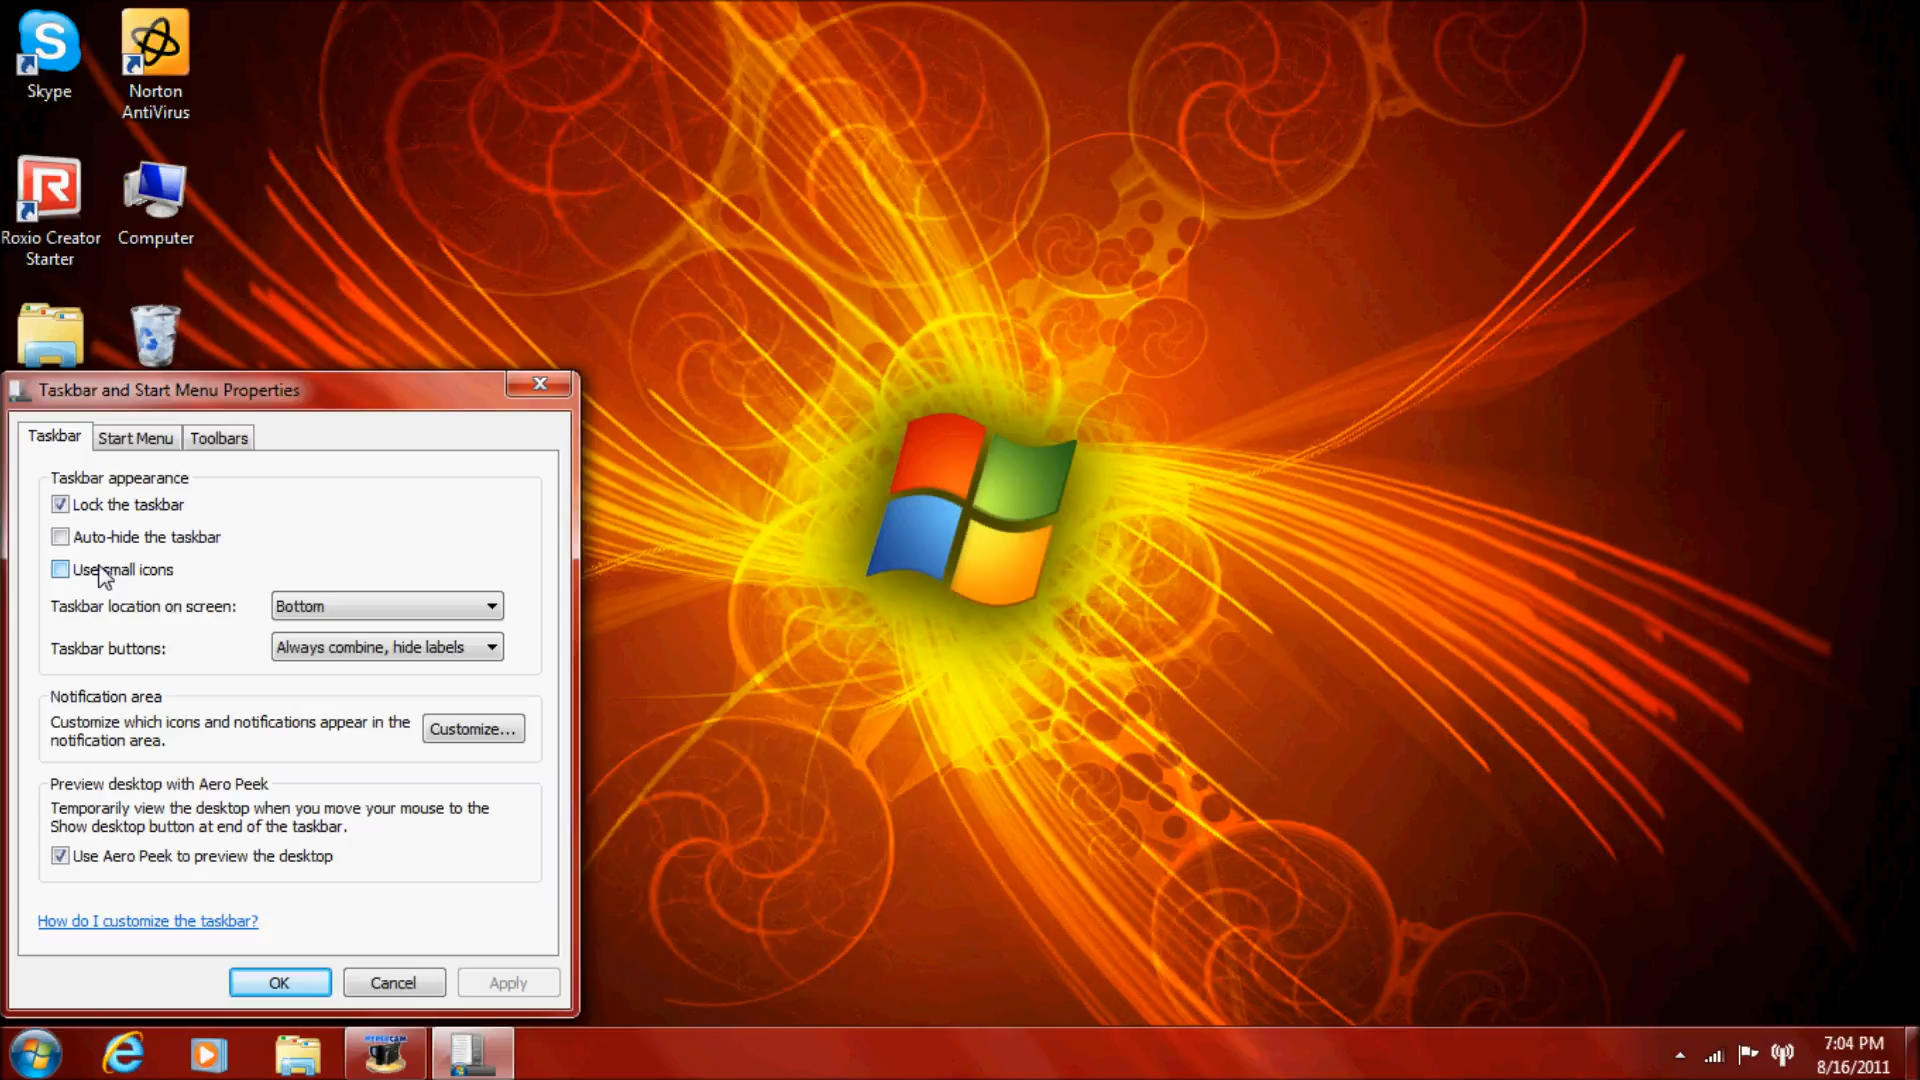 Skype
Norton
AntiVirus
Roxio Creator
Starter
Computer
Taskbar and Start Menu Properties
Taskbar
Start Menu
Toolbars
Taskbar appearance
Lock the taskbar
Auto-hide the taskbar
Use small icons
Taskbar location on screen:
Bottom
Taskbar buttons:
Always combine, hide labels
Notification area
Customize which icons and notifications appear in the
notification area.
Customize...
Preview desktop with Aero Peek
Temporarily view the desktop when you move your mouse to the
Show desktop button at end of the taskbar.
Use Aero Peek to preview the desktop
How do I customize the taskbar?
OK
Cancel
Apply
HYPERCAM
7:04 PM
8/16/2011